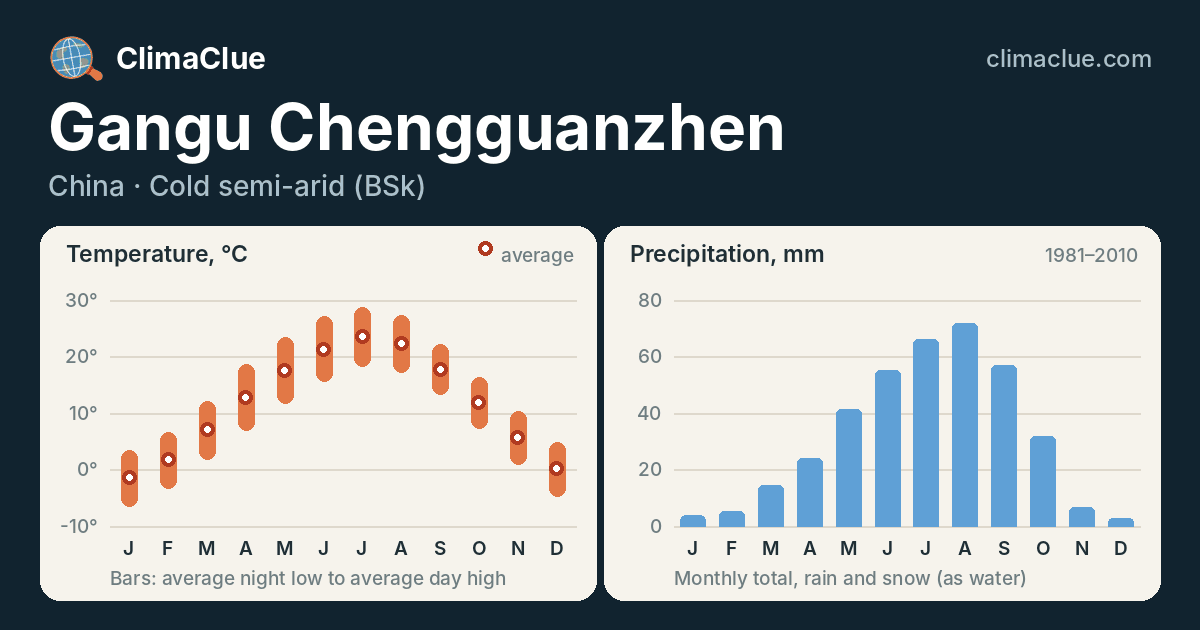 ClimaClue
climaclue.com
Gangu Chengguanzhen
China · Cold semi-arid (BSk)
Temperature, °C
average
30°
20°
10°
0°
-10°
J F M A M J J A S O N D
Bars: average night low to average day high
Precipitation, mm
1981–2010
80
60
40
20
0
J F M A M J J A S O N D
Monthly total, rain and snow (as water)